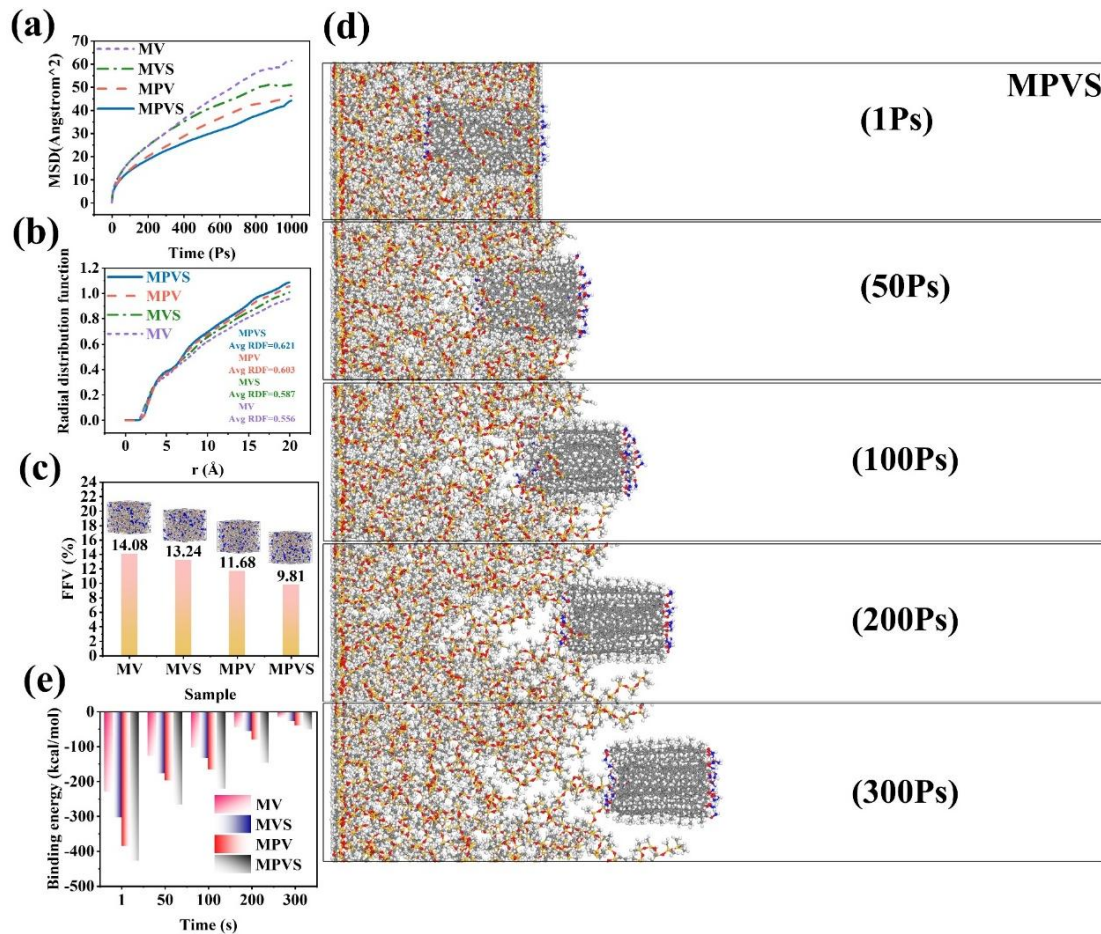 (a)
70
60
50
40
30
20
10
0
MSD(Angstrom^2)
MV
MVS
MPV
MPVS
0 200 400 600 800 1000
Time (Ps)
(b)
1.2
1.0
0.8
0.6
0.4
0.2
0.0
Radial distribution function
MPVS
MPV
MVS
MV
MPVS
Avg RDF=0.621
MPV
Avg RDF=0.603
MVS
Avg RDF=0.587
MV
Avg RDF=0.556
0 5 10 15 20
r (Å)
(c)
24
22
20
18
16
14
12
10
8
6
4
2
0
FFV (%)
14.08
13.24
11.68
9.81
MV MVS MPV MPVS
Sample
(e)
0
-100
-200
-300
-400
-500
Binding energy (kcal/mol)
MV
MVS
MPV
MPVS
1 50 100 200 300
Time (s)
(d)
MPVS
(1Ps)
(50Ps)
(100Ps)
(200Ps)
(300Ps)